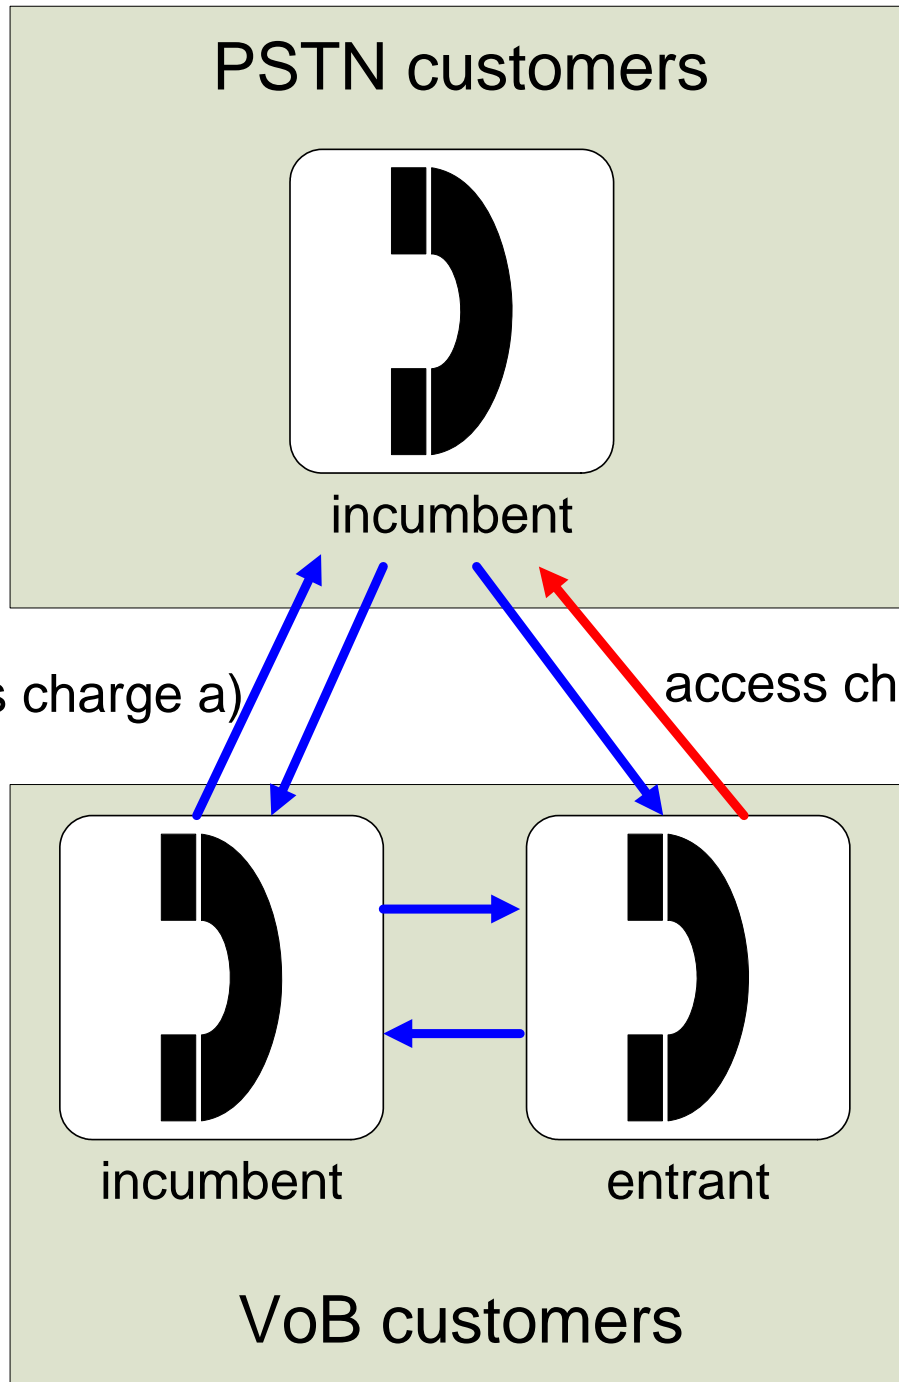 PSTN customers
incumbent
s charge a)
access ch
incumbent
entrant
VoB customers